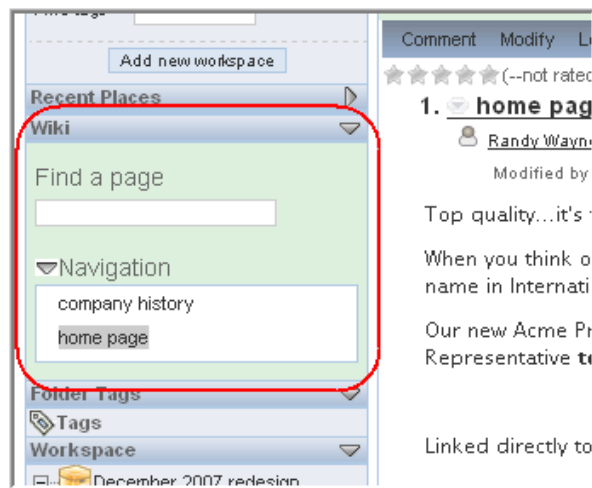 Add new workspace
Recent Places
Wiki
Find a page
Navigation
company history
home page
Folder Tags
Tags
Workspace
December 2007 redesign
Comment Modify
(--not rated
1. home pag
Randy Wayn
Modified by
Top quality...it's
When you think o
name in Internati
Our new Acme Pr
Representative te
Linked directly to